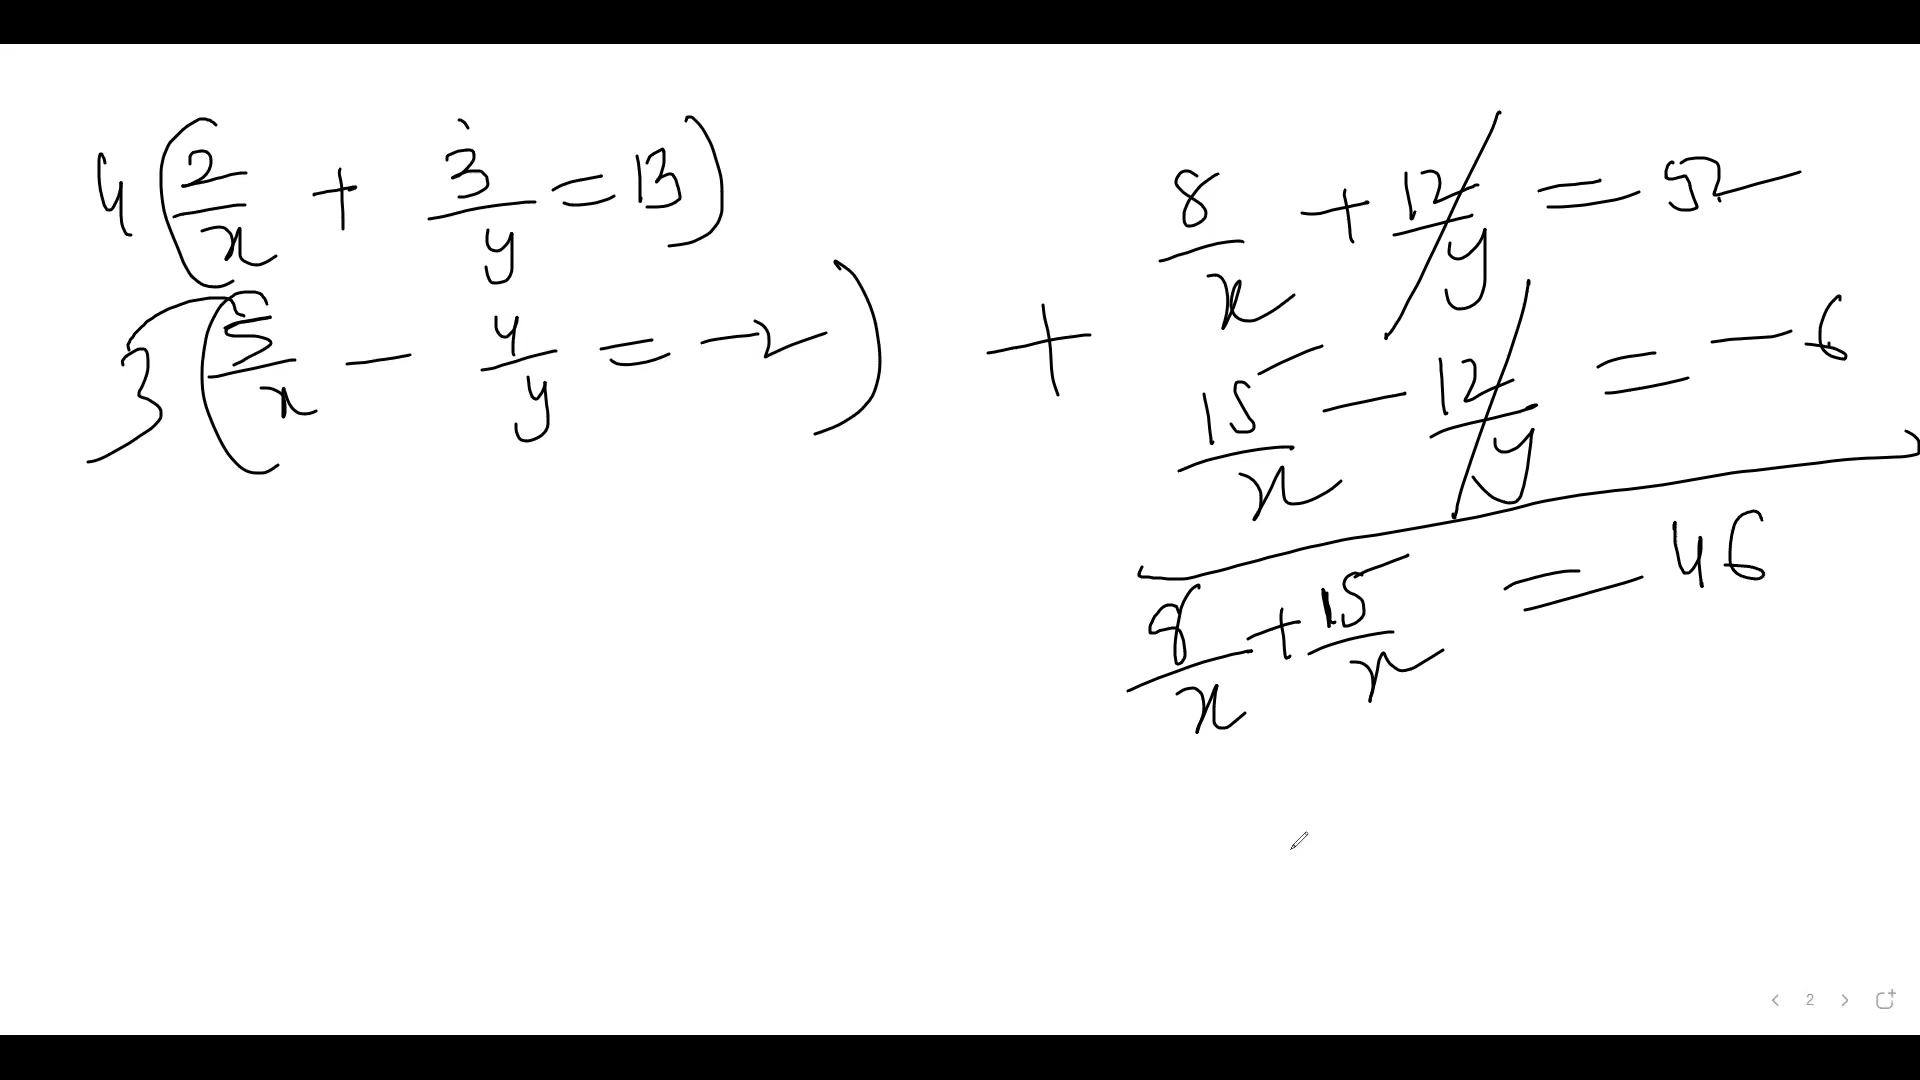 4(2/x + 3/y = 13)
3(5/x - 4/y = -2)
+
8/x + 12/y = 52
15/x - 12/y = -6
8/x + 15/x = 46
2